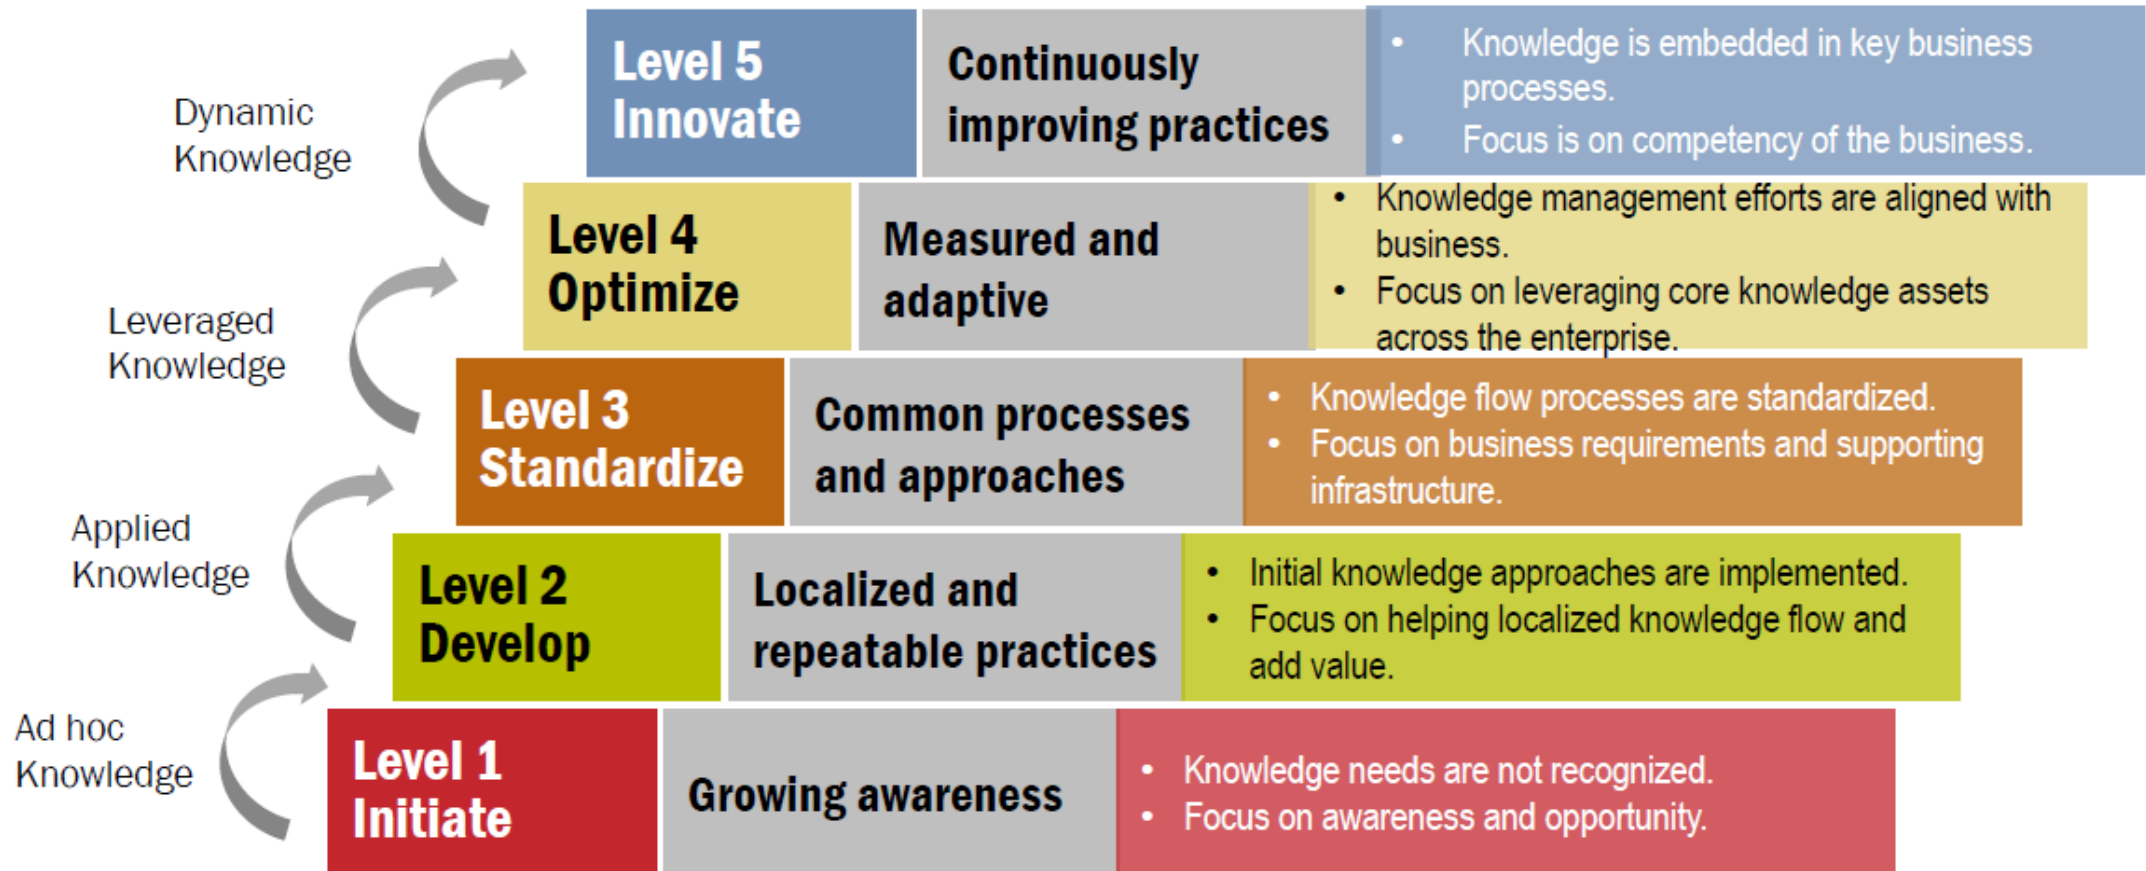 Dynamic
Knowledge
Level 5
Innovate
Continuously
improving practices
• Knowledge is embedded in key business
processes.
• Focus is on competency of the business.
Leveraged
Knowledge
Level 4
Optimize
Measured and
adaptive
• Knowledge management efforts are aligned with
business.
• Focus on leveraging core knowledge assets
across the enterprise.
Applied
Knowledge
Level 3
Standardize
Common processes
and approaches
• Knowledge flow processes are standardized.
• Focus on business requirements and supporting
infrastructure.
Ad hoc
Knowledge
Level 2
Develop
Localized and
repeatable practices
• Initial knowledge approaches are implemented.
• Focus on helping localized knowledge flow and
add value.
Level 1
Initiate
Growing awareness
• Knowledge needs are not recognized.
• Focus on awareness and opportunity.